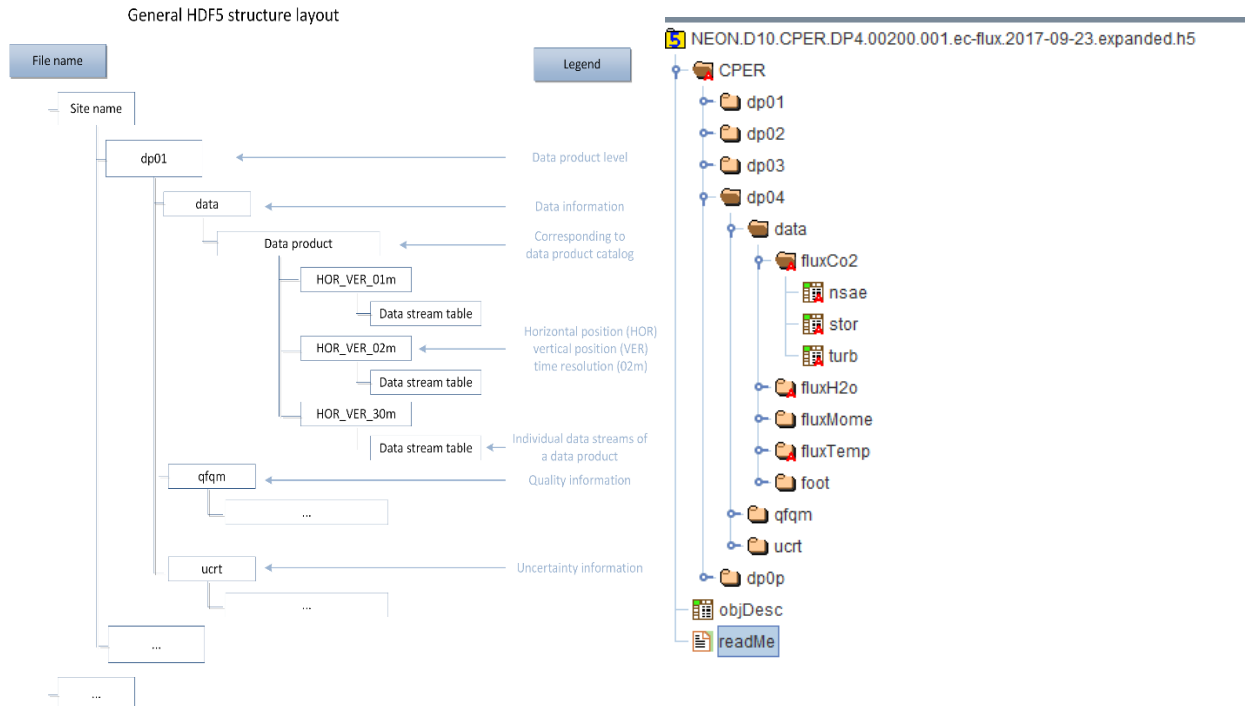 General HDF5 structure layout
File name
Legend
Site name
dp01
Data product level
data
Data information
Data product
Corresponding to
data product catalog
HOR_VER_01m
Data stream table
HOR_VER_02m
Horizontal position (HOR)
vertical position (VER)
time resolution (02m)
Data stream table
HOR_VER_30m
Data stream table
Individual data streams of
a data product
qfqm
Quality information
...
ucrt
Uncertainty information
...
...
...
5 NEON.D10.CPER.DP4.00200.001.ec-flux.2017-09-23.expanded.h5
CPER
dp01
dp02
dp03
dp04
data
fluxCo2
nsae
stor
turb
fluxH2o
fluxMome
fluxTemp
foot
qfqm
ucrt
dp0p
objDesc
readMe